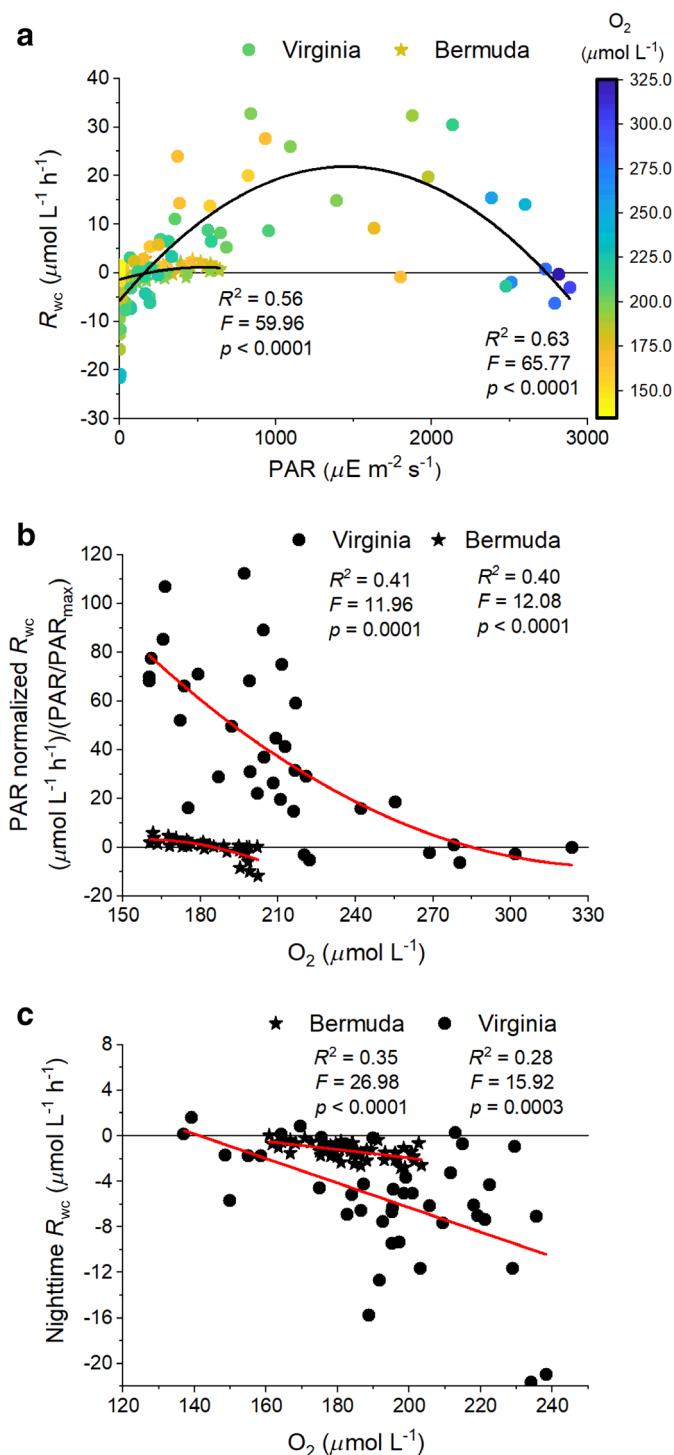 a
Virginia Bermuda
O2
(μmol L-1)
Rwc (μmol L-1 h-1)
40
30
20
10
0
-10
-20
-30
R2 = 0.56
F = 59.96
p < 0.0001
R2 = 0.63
F = 65.77
p < 0.0001
0 1000 2000 3000
PAR (μE m-2 s-1)
325.0
275.0
225.0
200.0
175.0
150.0
b
Virginia Bermuda
R2 = 0.41
F = 11.96
p = 0.0001
R2 = 0.40
F = 12.08
p < 0.0001
PAR normalized Rwc
(μmol L-1 h-1)/(PAR/PARmax)
120
100
80
60
40
20
0
-20
150 180 210 240 270 300 330
O2 (μmol L-1)
c
Bermuda Virginia
R2 = 0.35
F = 26.98
p < 0.0001
R2 = 0.28
F = 15.92
p = 0.0003
Nighttime Rwc (μmol L-1 h-1)
8
4
0
-4
-8
-12
-16
-20
120 140 160 180 200 220 240
O2 (μmol L-1)